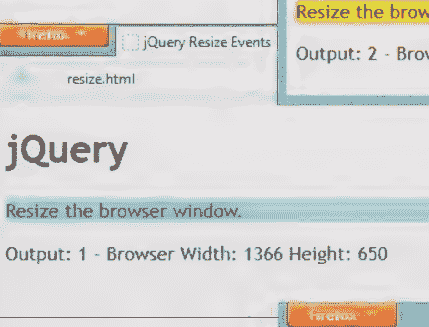 Resize the brow
Firefox
jQuery Resize Events
Output: 2 - Brow
resize.html
jQuery
Resize the browser window.
Output: 1 - Browser Width: 1366 Height: 650
Firefox